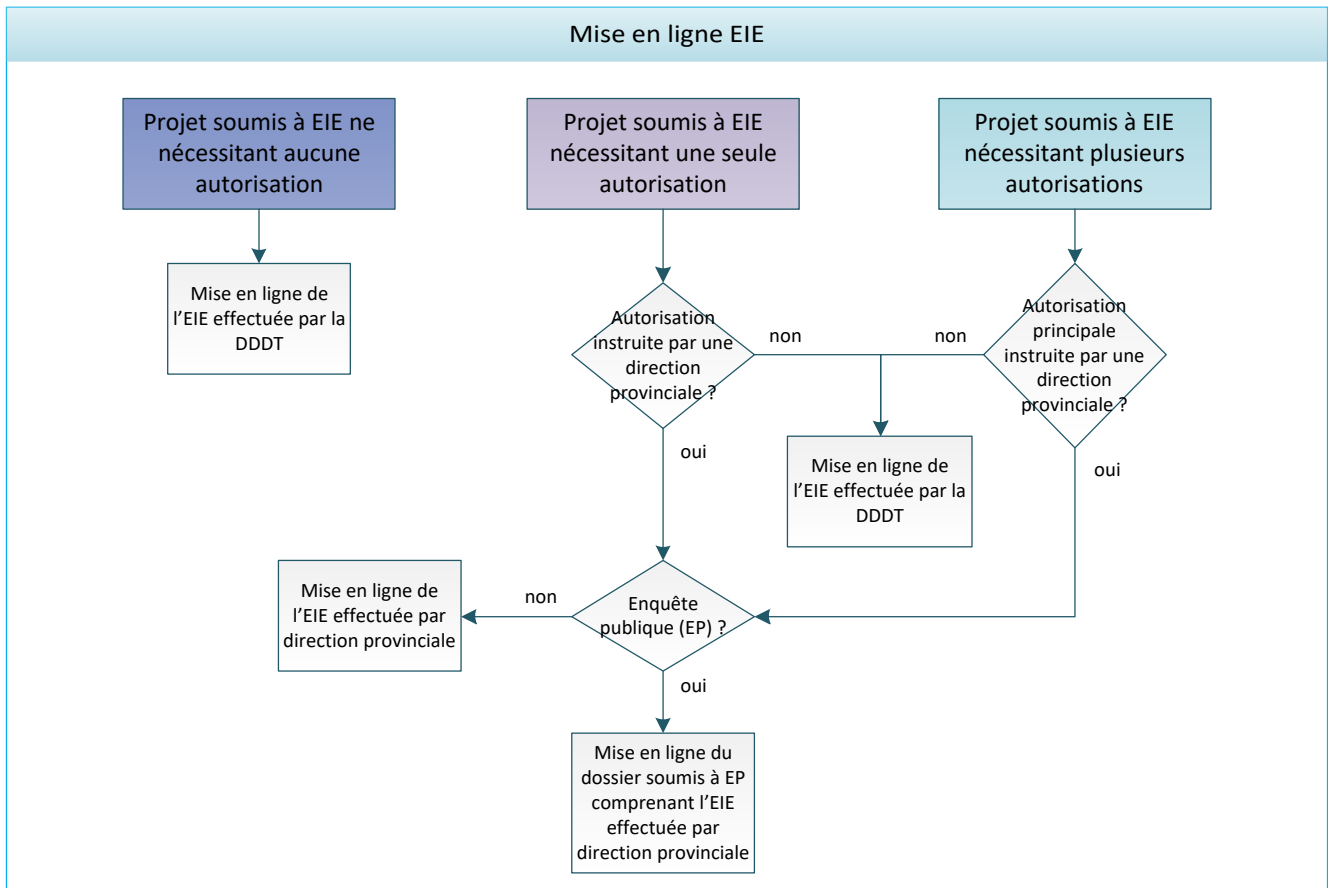 Mise en ligne EIE
Projet soumis à EIE ne
nécessitant aucune
autorisation
Projet soumis à EIE
nécessitant une seule
autorisation
Projet soumis à EIE
nécessitant plusieurs
autorisations
Mise en ligne de
l’EIE effectuée par la
DDDT
Autorisation
instruite par une
direction
provinciale ?
non
non
Autorisation
principale
instruite par une
direction
provinciale ?
oui
Mise en ligne de
l’EIE effectuée par la
DDDT
oui
Mise en ligne de
l’EIE effectuée par
direction provinciale
non
Enquête
publique (EP) ?
oui
Mise en ligne du
dossier soumis à EP
comprenant l’EIE
effectuée par
direction provinciale